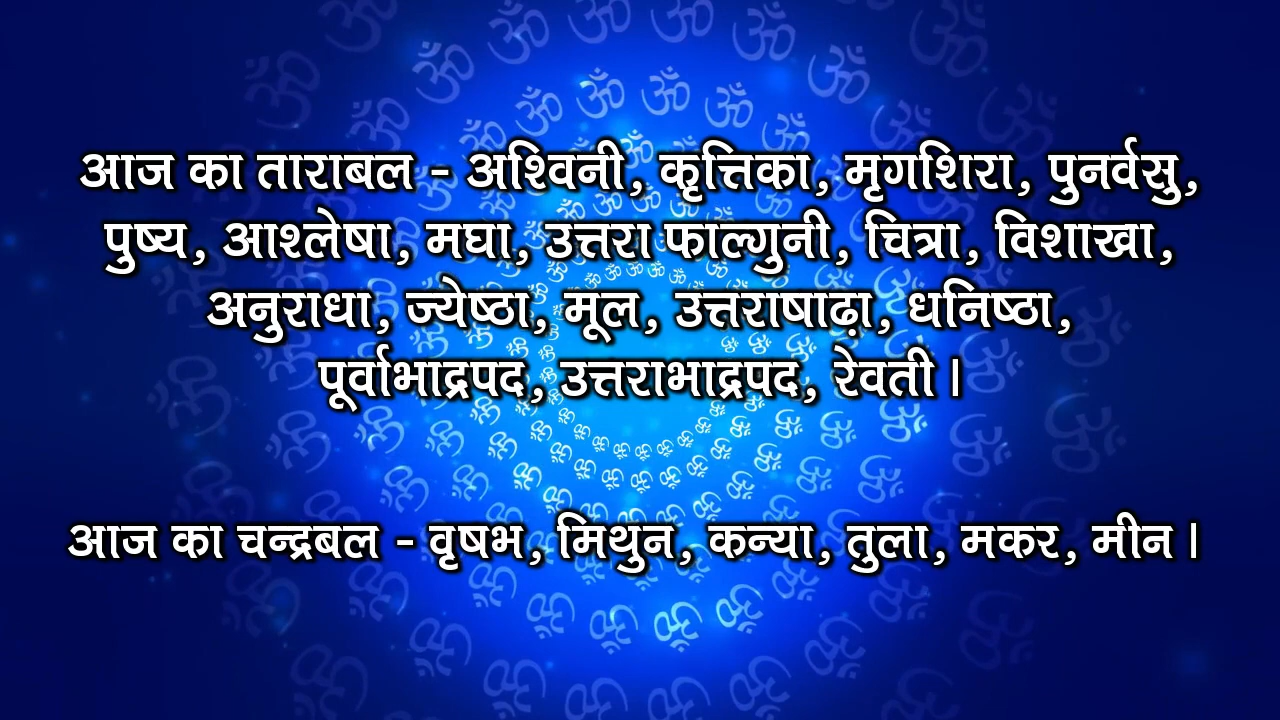 आज का ताराबल - अश्विनी, कृत्तिका, मृगशिरा, पुनर्वसु,
पुष्य, आश्लेषा, मघा, उत्तरा फाल्गुनी, चित्रा, विशाखा,
अनुराधा, ज्येष्ठा, मूल, उत्तराषाढ़ा, धनिष्ठा,
पूर्वाभाद्रपद, उत्तराभाद्रपद, रेवती ।
आज का चन्द्रबल - वृषभ, मिथुन, कन्या, तुला, मकर, मीन ।